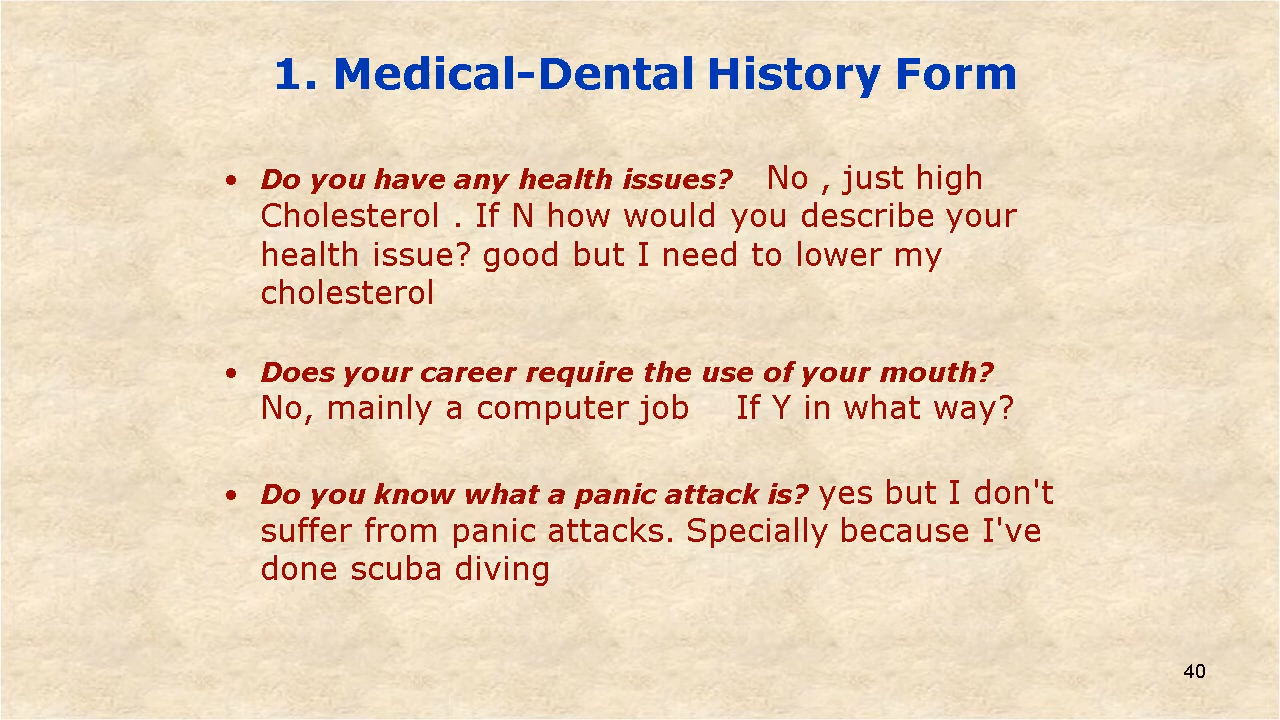 1. Medical-Dental History Form
• Do you have any health issues? No , just high
Cholesterol . If N how would you describe your
health issue? good but I need to lower my
cholesterol
• Does your career require the use of your mouth?
No, mainly a computer job If Y in what way?
• Do you know what a panic attack is? yes but I don't
suffer from panic attacks. Specially because I've
done scuba diving
40